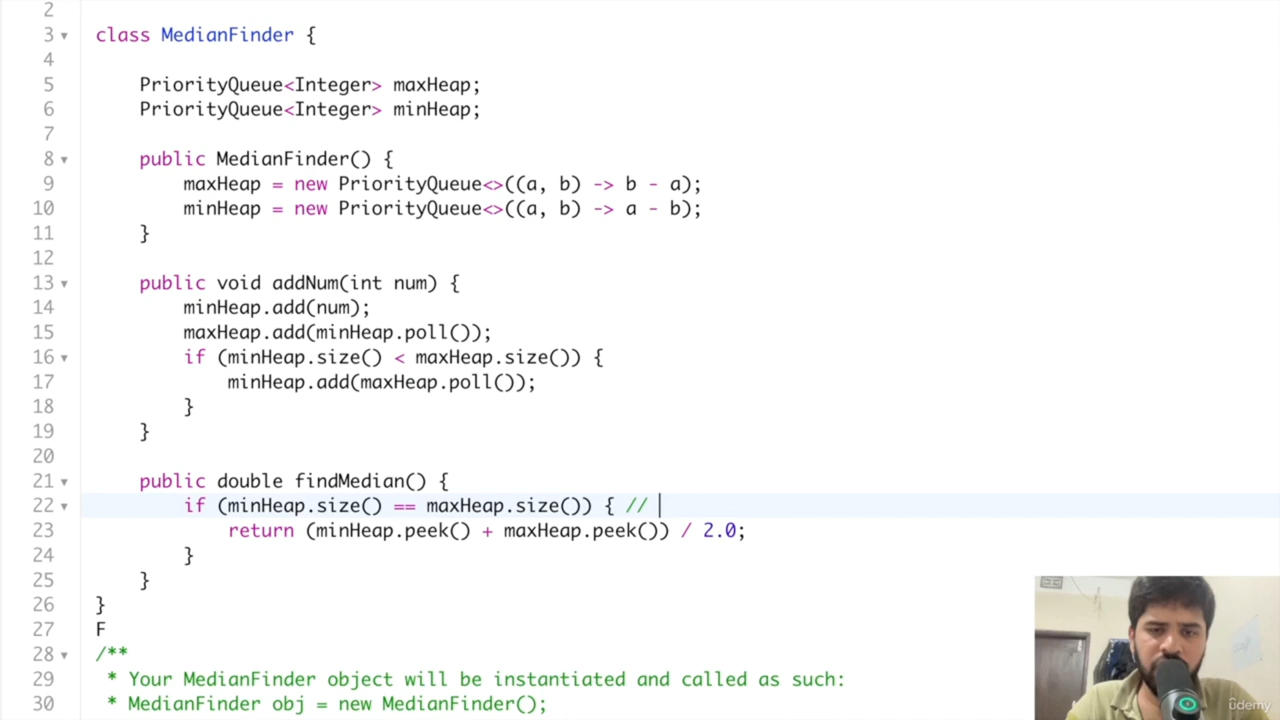 2
3 class MedianFinder {
4
5 PriorityQueue<Integer> maxHeap;
6 PriorityQueue<Integer> minHeap;
7
8 public MedianFinder() {
9 maxHeap = new PriorityQueue<>((a, b) -> b - a);
10 minHeap = new PriorityQueue<>((a, b) -> a - b);
11 }
12
13 public void addNum(int num) {
14 minHeap.add(num);
15 maxHeap.add(minHeap.poll());
16 if (minHeap.size() < maxHeap.size()) {
17 minHeap.add(maxHeap.poll());
18 }
19 }
20
21 public double findMedian() {
22 if (minHeap.size() == maxHeap.size()) { //
23 return (minHeap.peek() + maxHeap.peek()) / 2.0;
24 }
25 }
26 }
27 F
28 /**
29 * Your MedianFinder object will be instantiated and called as such:
30 * MedianFinder obj = new MedianFinder();
udemy